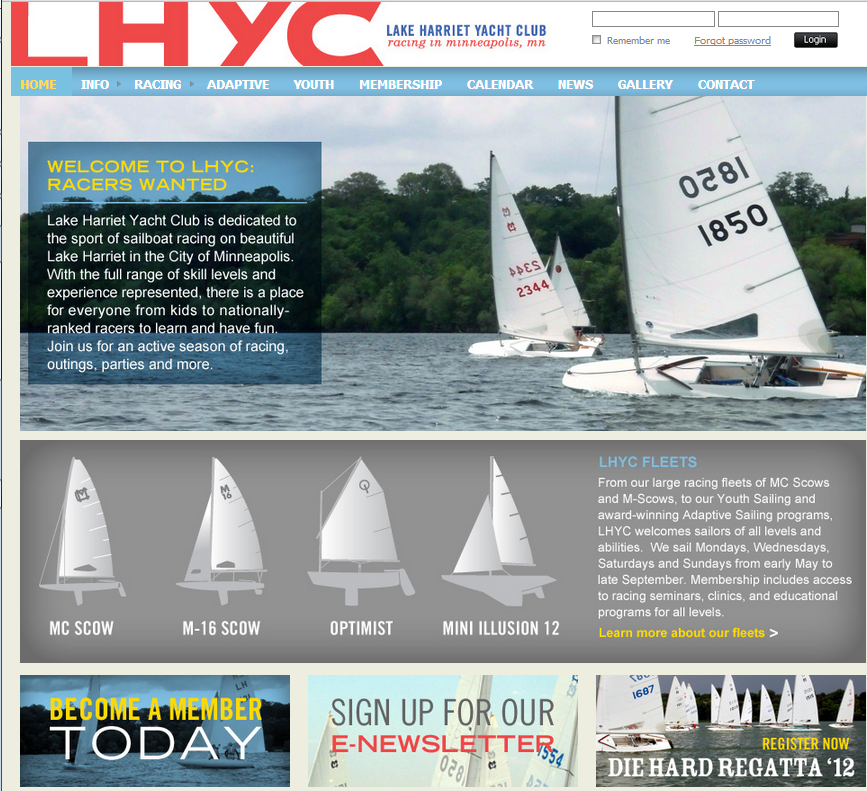 LHYC
LAKE HARRIET YACHT CLUB
racing in minneapolis, mn
Remember me
Forgot password
Login
HOME INFO RACING ADAPTIVE YOUTH MEMBERSHIP CALENDAR NEWS GALLERY CONTACT
WELCOME TO LHYC:
RACERS WANTED
Lake Harriet Yacht Club is dedicated to
the sport of sailboat racing on beautiful
Lake Harriet in the City of Minneapolis.
With the full range of skill levels and
experience represented, there is a place
for everyone from kids to nationally-
ranked racers to learn and have fun.
Join us for an active season of racing,
outings, parties and more.
2344
2344
1850
1850
M
16
MC SCOW
M-16 SCOW
OPTIMIST
MINI ILLUSION 12
LHYC FLEETS
From our large racing fleets of MC Scows
and M-Scows, to our Youth Sailing and
award-winning Adaptive Sailing programs,
LHYC welcomes sailors of all levels and
abilities. We sail Mondays, Wednesdays,
Saturdays and Sundays from early May to
late September. Membership includes access
to racing seminars, clinics, and educational
programs for all levels.
Learn more about our fleets >
BECOME A MEMBER
TODAY
LH
SIGN UP FOR OUR
E-NEWSLETTER
1554
850
1687
REGISTER NOW
DIE HARD REGATTA ‘12